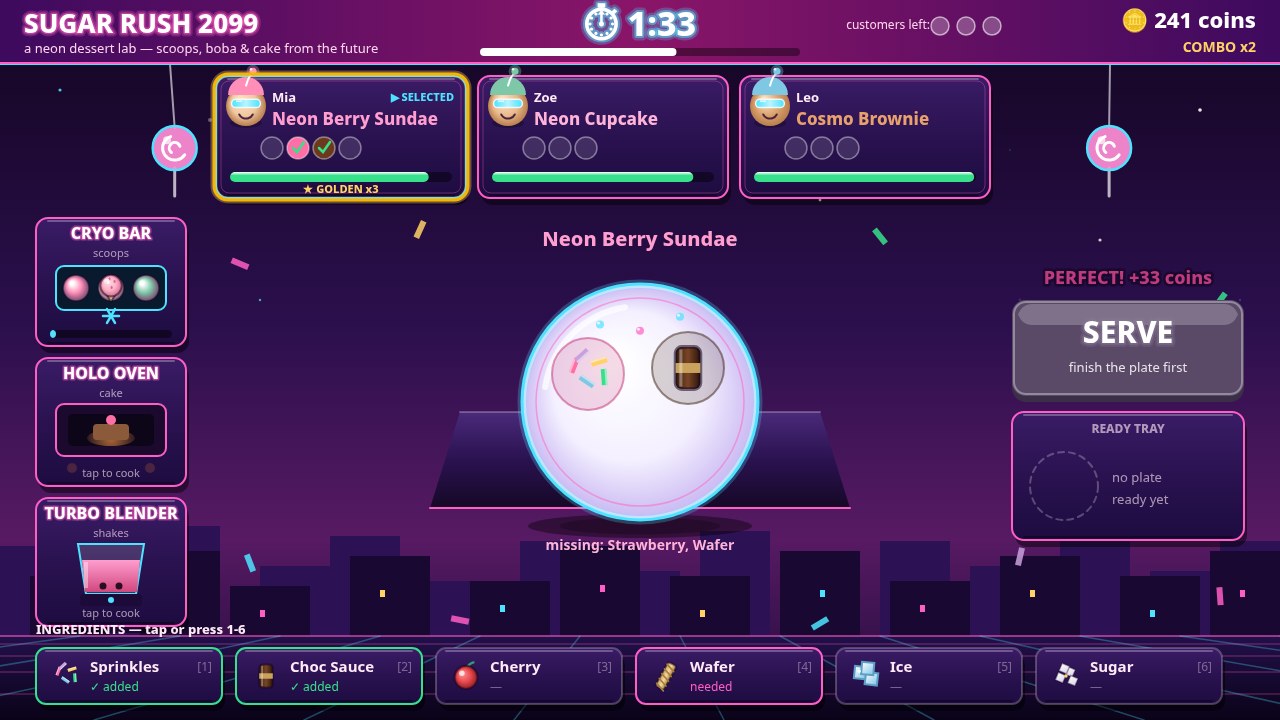 SUGAR RUSH 2099
a neon dessert lab — scoops, boba & cake from the future
1:33
customers left:
241 coins
COMBO x2
Mia
▶ SELECTED
Neon Berry Sundae
★ GOLDEN x3
Zoe
Neon Cupcake
Leo
Cosmo Brownie
CRYO BAR
scoops
HOLO OVEN
cake
tap to cook
TURBO BLENDER
shakes
tap to cook
Neon Berry Sundae
missing: Strawberry, Wafer
PERFECT! +33 coins
SERVE
finish the plate first
READY TRAY
no plate
ready yet
INGREDIENTS — tap or press 1-6
Sprinkles [1]
✓ added
Choc Sauce [2]
✓ added
Cherry [3]
—
Wafer [4]
needed
Ice [5]
—
Sugar [6]
—